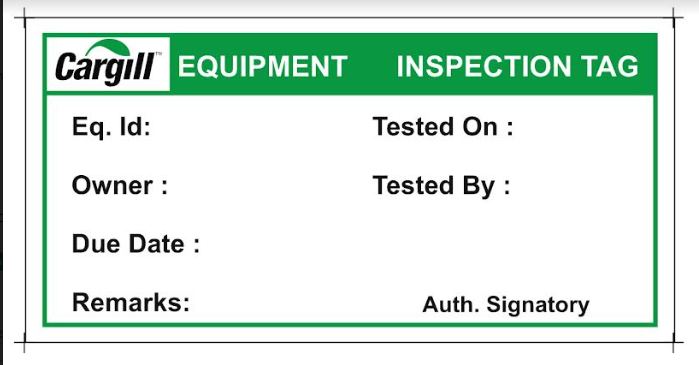 Cargill™ EQUIPMENT INSPECTION TAG
Eq. Id: Tested On :
Owner : Tested By :
Due Date :
Remarks: Auth. Signatory